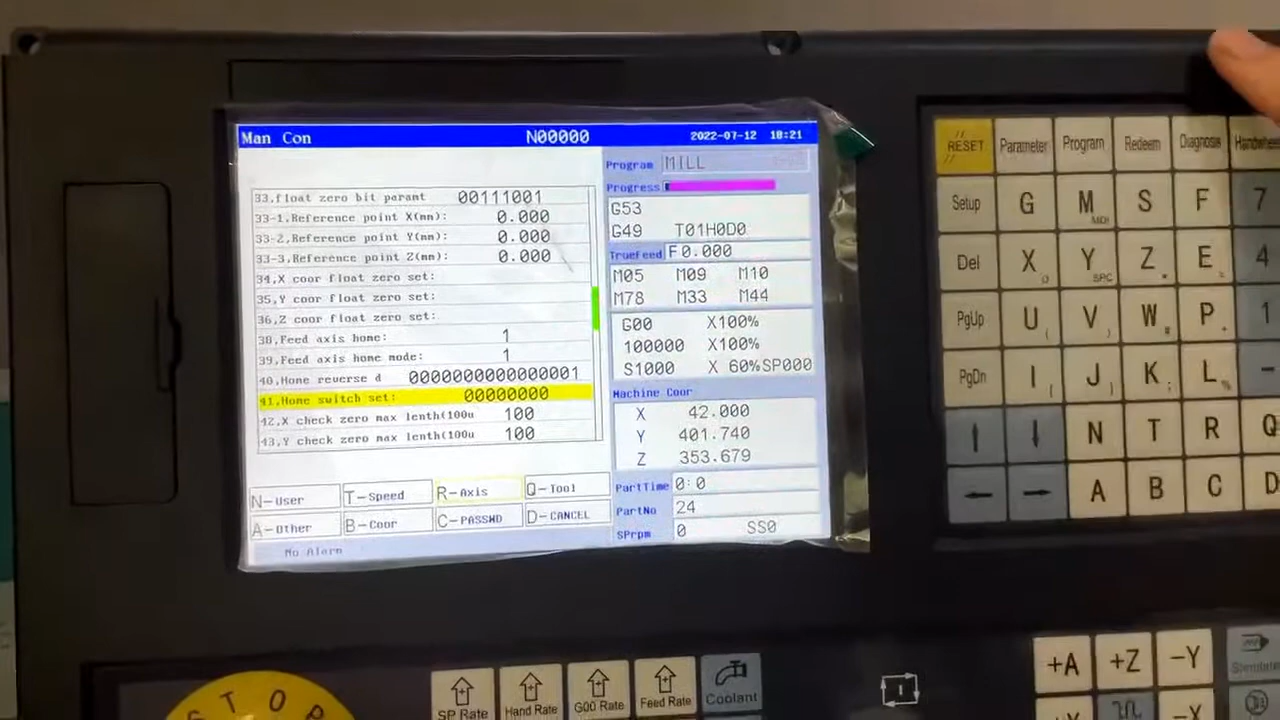 Man Con N00000 2022-07-12 18:21
33,float zero bit paramt 00111001
33-1,Reference point X(mm): 0.000
33-2,Reference point Y(mm): 0.000
33-3,Reference point Z(mm): 0.000
34,X coor float zero set:
35,Y coor float zero set:
36,Z coor float zero set:
38,Feed axis home: 1
39,Feed axis home mode: 1
40,Home reverse d 0000000000000001
41,Home switch set: 00000000
42,X check zero max lenth(100u 100
43,Y check zero max lenth(100u 100
N-User T-Speed R-Axis Q-Tool
A-Other B-Coor C-PASSWD D-CANCEL
No Alarm
Program MILL
Progress
G53
G49 T01H0D0
TrueFeed F0.000
M05 M09 M10
M78 M33 M44
G00 X100%
100000 X100%
S1000 X 60%SP000
Machine Coor
X 42.000
Y 401.740
Z 353.679
PartTime 0:0
PartNo 24
SPrpm 0 SS0
RESET Parameter Program Redeem Diagnosis
Setup G M MDI S F 7
Del X Y SPC Z E 4
PgUp U V W P 1
PgDn I J K L -
↑ ↓ N T R Q
← → A B C D
STOP
SP Rate Hand Rate G00 Rate Feed Rate Coolant
+A +Z -Y
-X